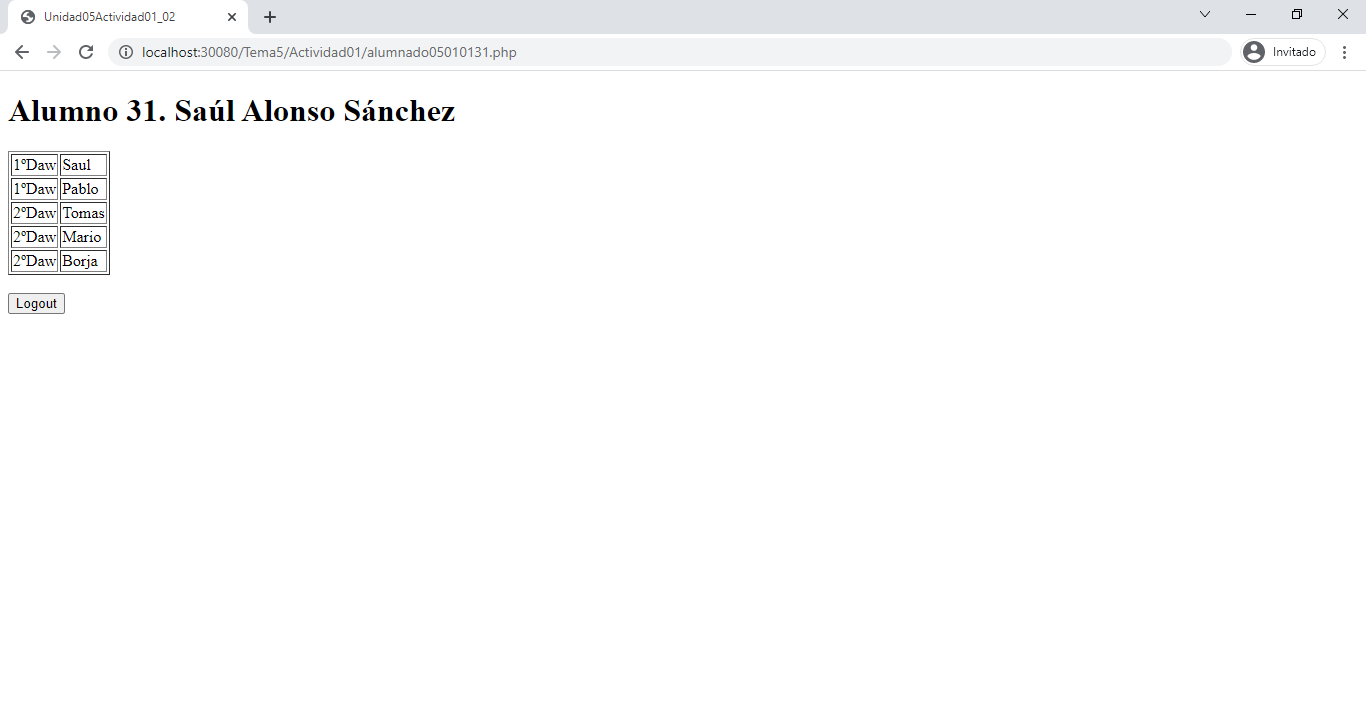 Unidad05Actividad01_02
localhost:30080/Tema5/Actividad01/alumnado05010131.php
Invitado
Alumno 31. Saúl Alonso Sánchez
1ºDaw Saul
1ºDaw Pablo
2ºDaw Tomas
2ºDaw Mario
2ºDaw Borja
Logout